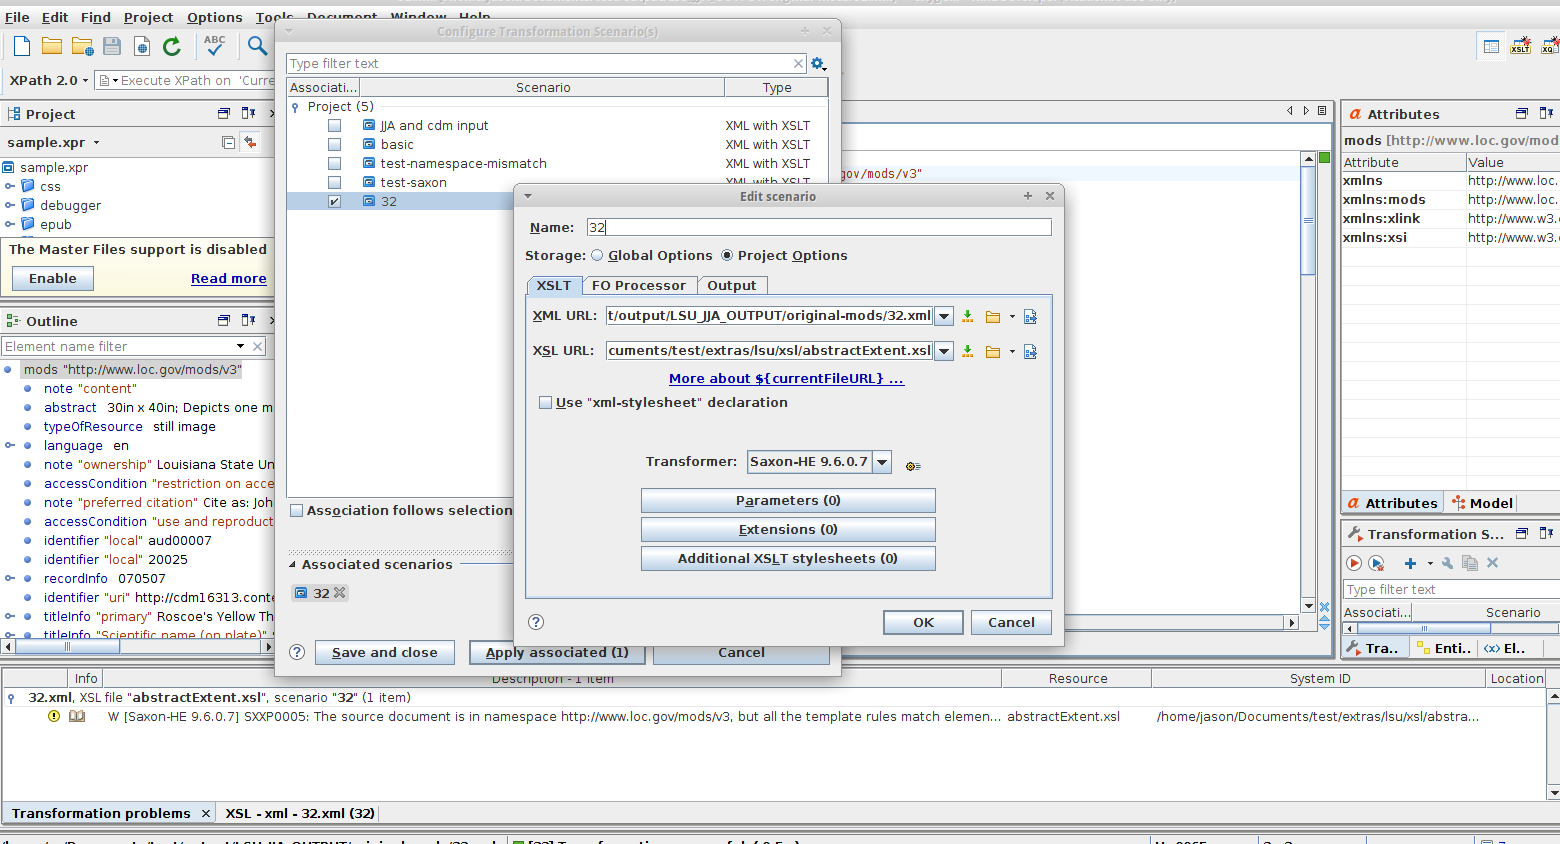 File Edit Find Project Options Tools Document Window Help
XPath 2.0 Execute XPath on 'Curre
Project
sample.xpr
sample.xpr
css
debugger
epub
The Master Files support is disabled
Enable Read more
Outline
Element name filter
mods "http://www.loc.gov/mods/v3"
note "content"
abstract 30in x 40in; Depicts one m
typeOfResource still image
language en
note "ownership" Louisiana State Un
accessCondition "restriction on acce
note "preferred citation" Cite as: Joh
accessCondition "use and reproduct
identifier "local" aud00007
identifier "local" 20025
recordInfo 070507
identifier "uri" http://cdm16313.conte
titleInfo "primary" Roscoe's Yellow Th
titleInfo "Scientific name (on plate)"
Configure Transformation Scenario(s)
Type filter text
Associati... Scenario Type
Project (5)
JJA and cdm input XML with XSLT
basic XML with XSLT
test-namespace-mismatch XML with XSLT
test-saxon XML with XSLT
32
Association follows selection
Associated scenarios
32
Save and close Apply associated (1) Cancel
gov/mods/v3"
Edit scenario
Name: 32
Storage: Global Options Project Options
XSLT FO Processor Output
XML URL: t/output/LSU_JJA_OUTPUT/original-mods/32.xml
XSL URL: cuments/test/extras/lsu/xsl/abstractExtent.xsl
More about ${currentFileURL} ...
Use "xml-stylesheet" declaration
Transformer: Saxon-HE 9.6.0.7
Parameters (0)
Extensions (0)
Additional XSLT stylesheets (0)
OK Cancel
XSLT XQ
Attributes
mods [http://www.loc.gov/mod
Attribute Value
xmlns http://www.loc.
xmlns:mods http://www.loc.
xmlns:xlink http://www.w3.
xmlns:xsi http://www.w3.
Attributes Model
Transformation S...
Type filter text
Associati... Scenario
Tra.. Enti.. El..
Info Description - 1 item Resource System ID Location
32.xml, XSL file "abstractExtent.xsl", scenario "32" (1 item)
W [Saxon-HE 9.6.0.7] SXXP0005: The source document is in namespace http://www.loc.gov/mods/v3, but all the template rules match elemen... abstractExtent.xsl /home/jason/Documents/test/extras/lsu/xsl/abstra...
Transformation problems XSL - xml - 32.xml (32)